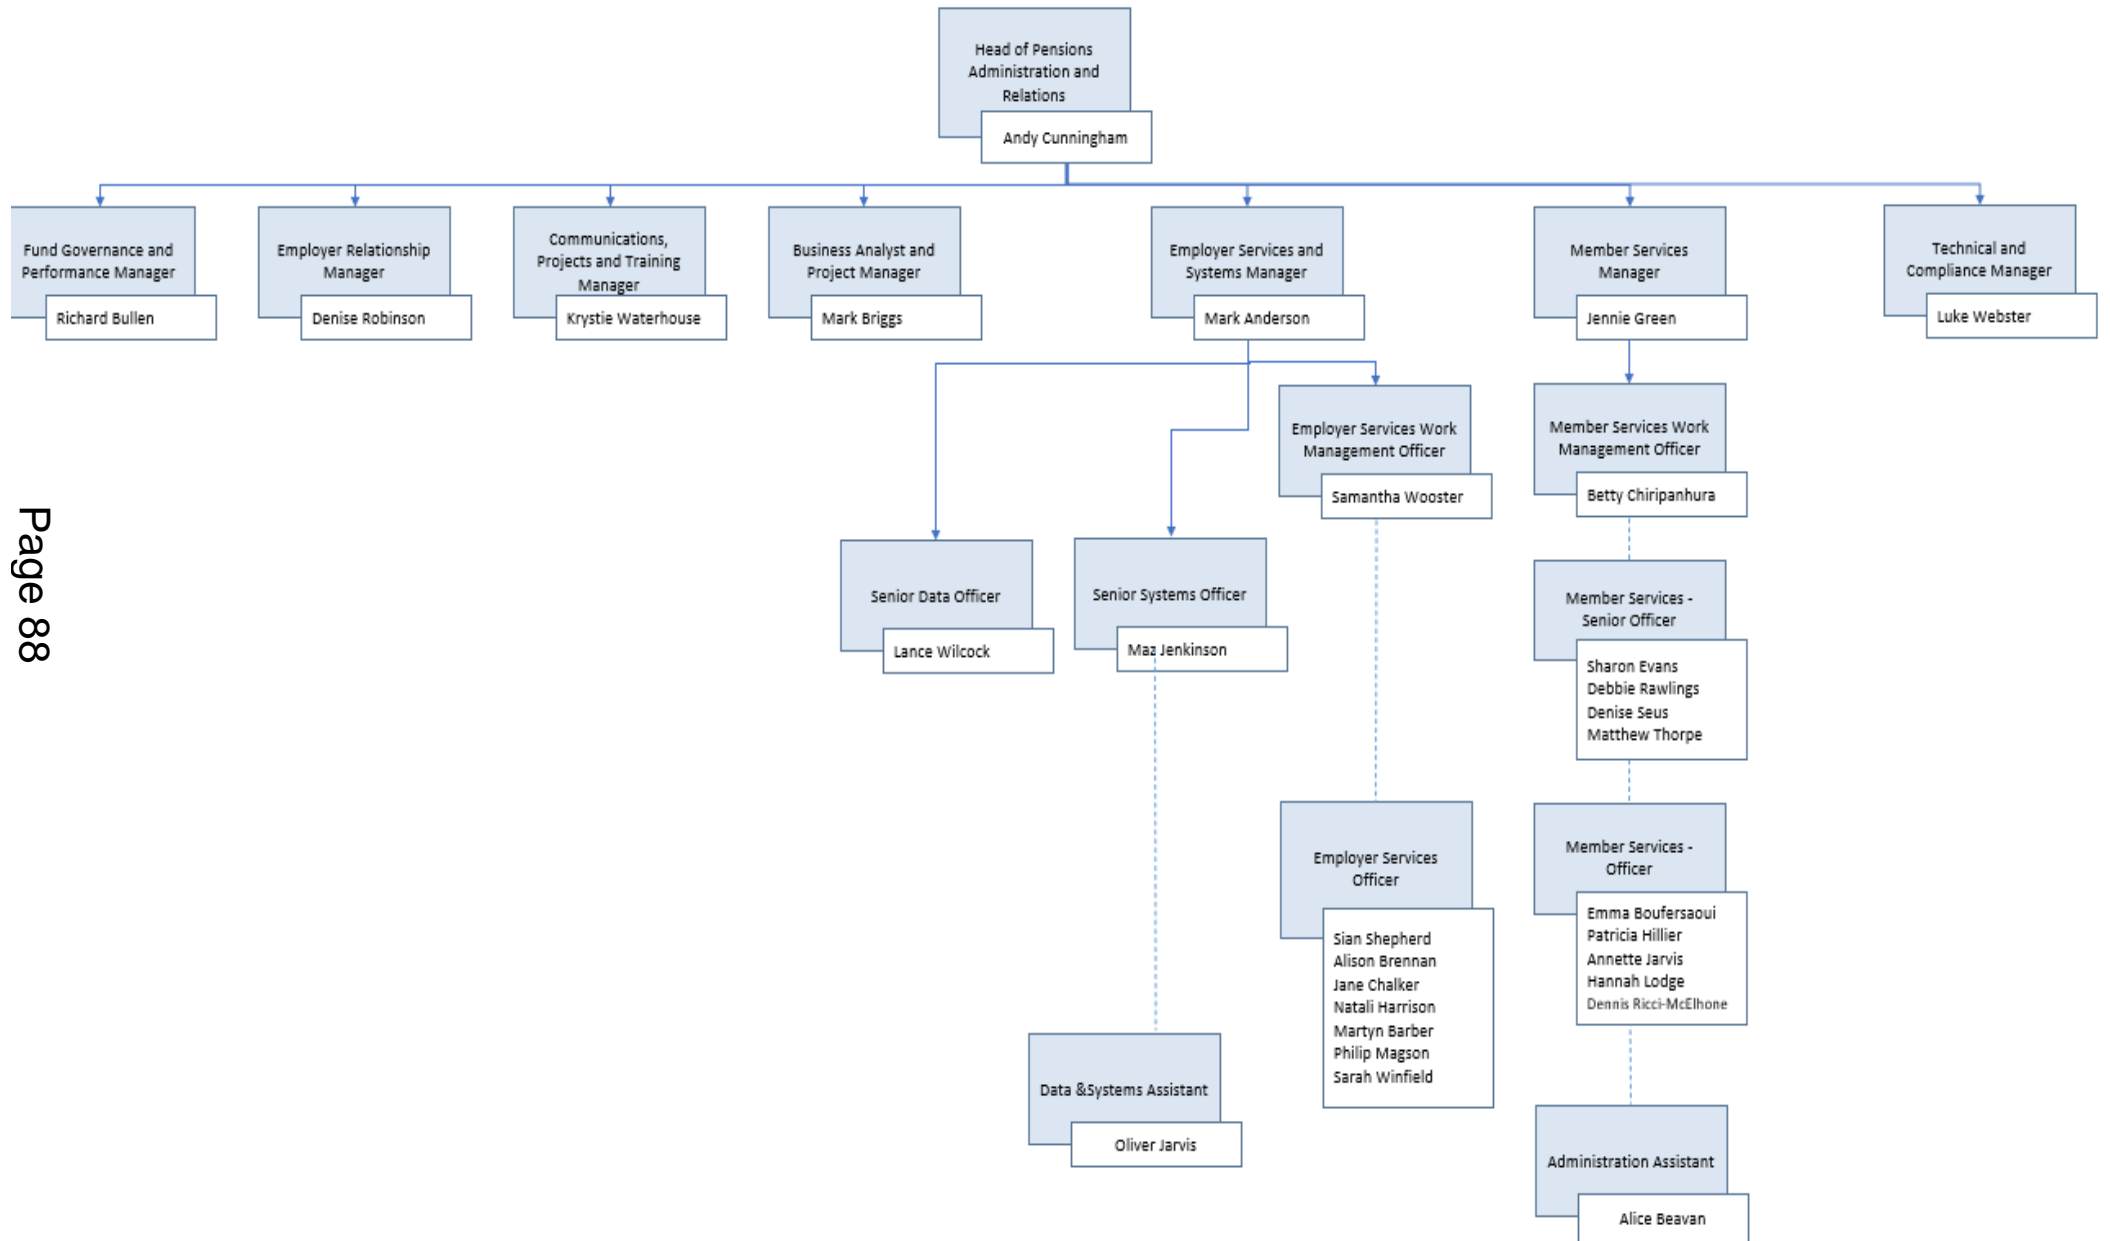 Head of Pensions
Administration and
Relations
Andy Cunningham
Fund Governance and
Performance Manager
Richard Bullen
Employer Relationship
Manager
Denise Robinson
Communications,
Projects and Training
Manager
Krystie Waterhouse
Business Analyst and
Project Manager
Mark Briggs
Employer Services and
Systems Manager
Mark Anderson
Member Services
Manager
Jennie Green
Technical and
Compliance Manager
Luke Webster
Employer Services Work
Management Officer
Samantha Wooster
Member Services Work
Management Officer
Betty Chiripanhura
Page 88
Senior Data Officer
Lance Wilcock
Senior Systems Officer
Maz Jenkinson
Member Services -
Senior Officer
Sharon Evans
Debbie Rawlings
Denise Seus
Matthew Thorpe
Employer Services
Officer
Sian Shepherd
Alison Brennan
Jane Chalker
Natali Harrison
Martyn Barber
Philip Magson
Sarah Winfield
Member Services -
Officer
Emma Boufersaoui
Patricia Hillier
Annette Jarvis
Hannah Lodge
Dennis Ricci-McElhone
Data &Systems Assistant
Oliver Jarvis
Administration Assistant
Alice Beavan